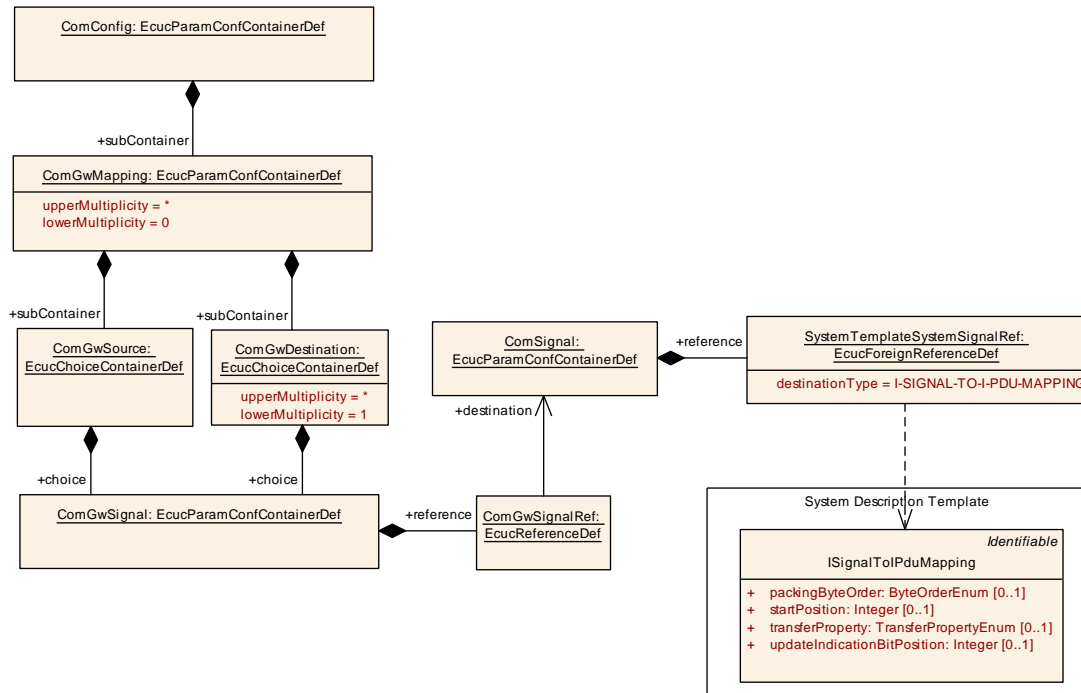 ComConfig: EcucParamConfContainerDef
+subContainer
ComGwMapping: EcucParamConfContainerDef
upperMultiplicity = *
lowerMultiplicity = 0
+subContainer
+subContainer
ComGwSource:
EcucChoiceContainerDef
ComGwDestination:
EcucChoiceContainerDef
upperMultiplicity = *
lowerMultiplicity = 1
ComSignal:
EcucParamConfContainerDef
+reference
SystemTemplateSystemSignalRef:
EcucForeignReferenceDef
destinationType = I-SIGNAL-TO-I-PDU-MAPPING
+destination
+choice
+choice
ComGwSignal: EcucParamConfContainerDef
+reference
ComGwSignalRef:
EcucReferenceDef
System Description Template
Identifiable
ISignalToIPduMapping
+ packingByteOrder: ByteOrderEnum [0..1]
+ startPosition: Integer [0..1]
+ transferProperty: TransferPropertyEnum [0..1]
+ updateIndicationBitPosition: Integer [0..1]